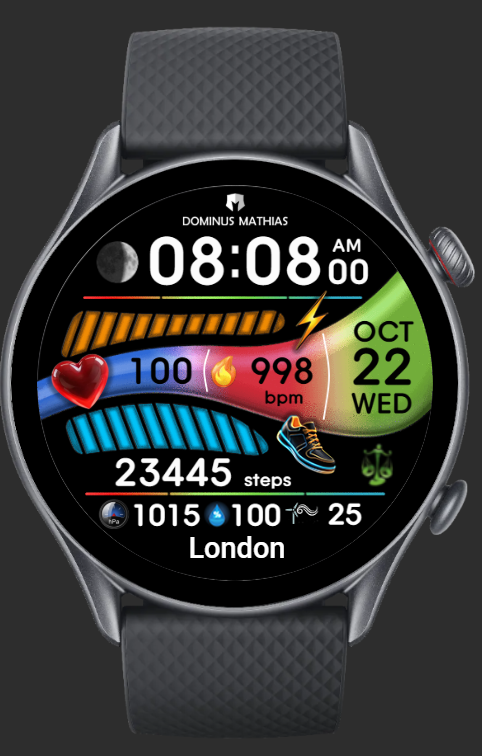 DOMINUS MATHIAS
08:08 AM 00
OCT
100 998 22
bpm WED
23445 steps
hPa 1015 100 25
London